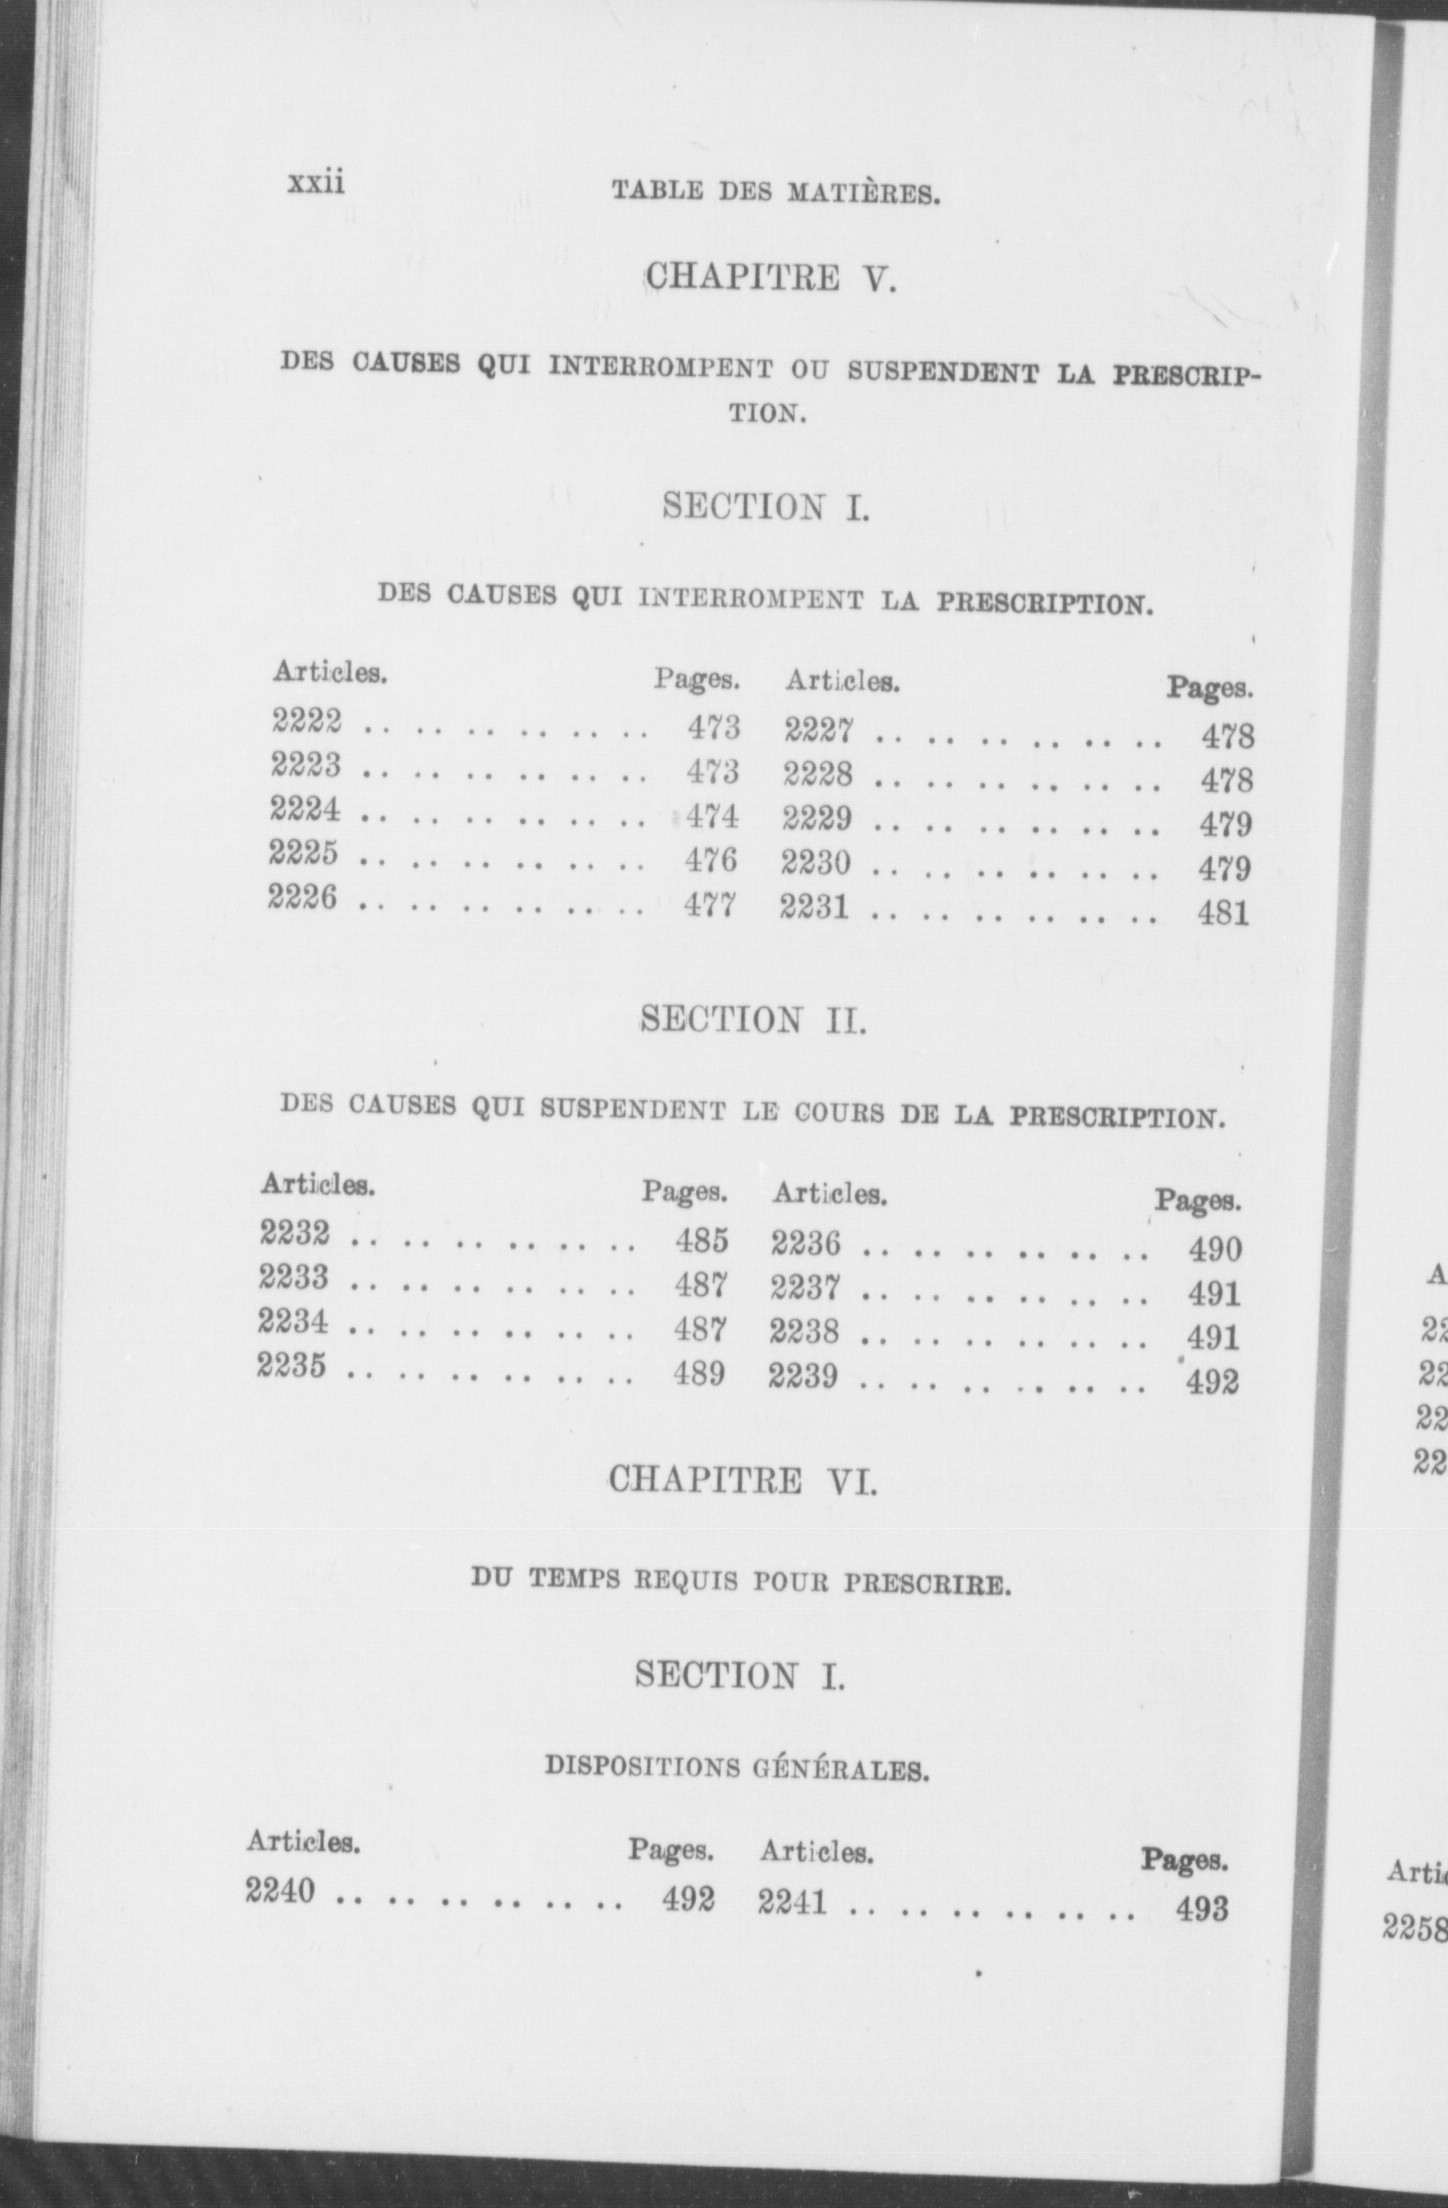 xxii TABLE DES MATIÈRES.
CHAPITRE V.
DES CAUSES QUI INTERROMPENT OU SUSPENDENT LA PRESCRIP-
TION.
SECTION I.
DES CAUSES QUI INTERROMPENT LA PRESCRIPTION.
Articles. Pages. Articles. Pages.
2222 .. .. .. .. .. .. 473 2227 .. .. .. .. .. .. 478
2223 .. .. .. .. .. .. 473 2228 .. .. .. .. .. .. 478
2224 .. .. .. .. .. .. 474 2229 .. .. .. .. .. .. 479
2225 .. .. .. .. .. .. 476 2230 .. .. .. .. .. .. 479
2226 .. .. .. .. .. .. 477 2231 .. .. .. .. .. .. 481
SECTION II.
DES CAUSES QUI SUSPENDENT LE COURS DE LA PRESCRIPTION.
Articles. Pages. Articles. Pages.
2232 .. .. .. .. .. .. 485 2236 .. .. .. .. .. .. 490
2233 .. .. .. .. .. .. 487 2237 .. .. .. .. .. .. 491
2234 .. .. .. .. .. .. 487 2238 .. .. .. .. .. .. 491
2235 .. .. .. .. .. .. 489 2239 .. .. .. .. .. .. 492
CHAPITRE VI.
DU TEMPS REQUIS POUR PRESCRIRE.
SECTION I.
DISPOSITIONS GÉNÉRALES.
Articles. Pages. Articles. Pages.
2240 .. .. .. .. .. .. 492 2241 .. .. .. .. .. .. 493
2258